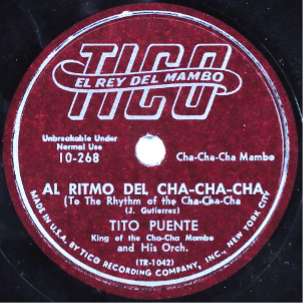 TICO
EL REY DEL MAMBO
Unbreakable Under
Normal Use
10-268
Cha-Cha-Cha Mambo
AL RITMO DEL CHA-CHA-CHA
(To The Rhythm of the Cha-Cha-Cha
(J. Gutierrez)
TITO PUENTE
King of the Cha-Cha Mambo
and His Orch.
(TR-1042)
MADE IN U.S.A. BY TICO RECORDING COMPANY, INC., NEW YORK CITY